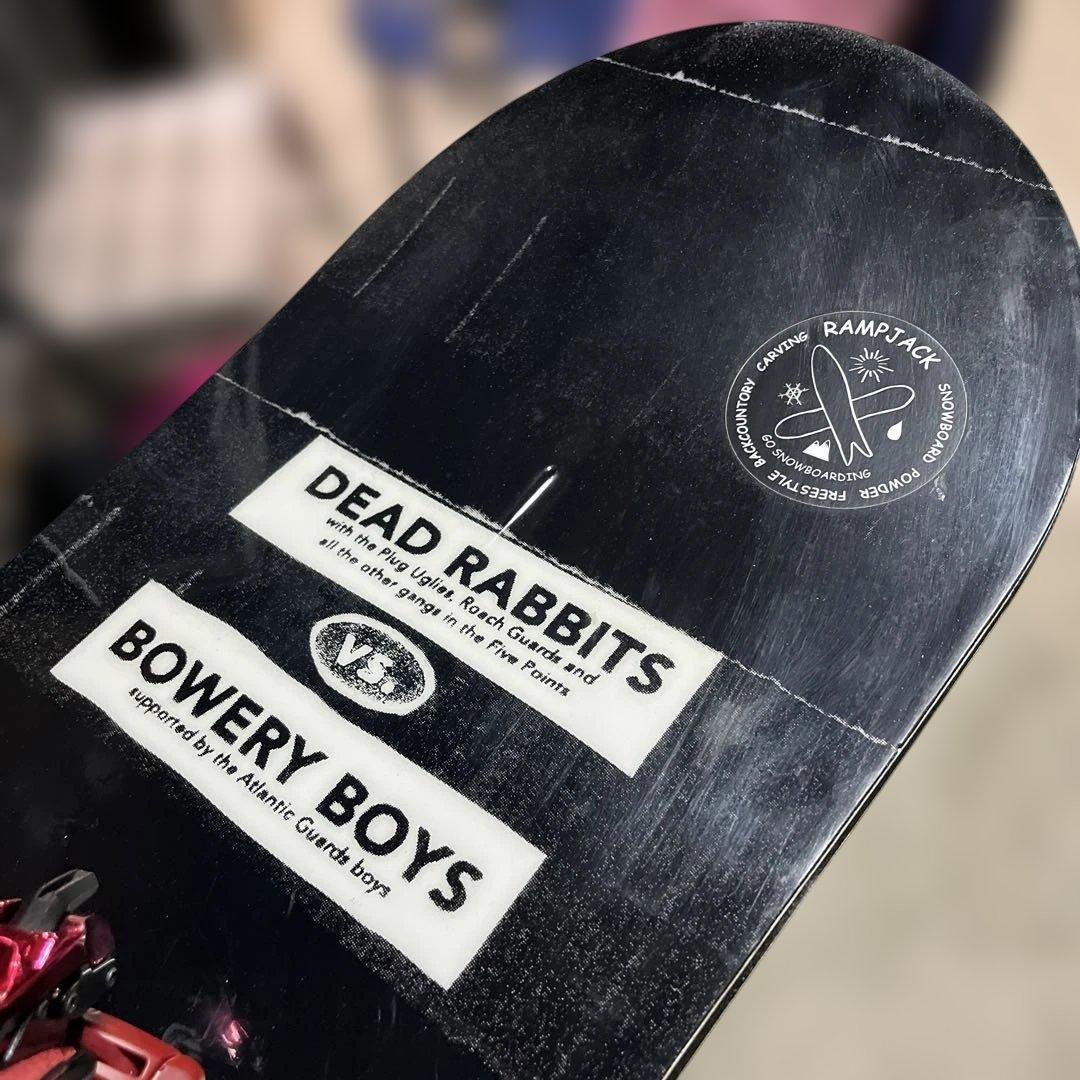 RAMPJACK
SNOWBOARD POWDER FREESTYLE BACKCOUNTORY CARVING
GO SNOWBOARDING
DEAD RABBITS
with the Plug Uglies, Roach Guards and
all the other gangs in the Five Points
VS.
BOWERY BOYS
supported by the Atlantic Guards boys